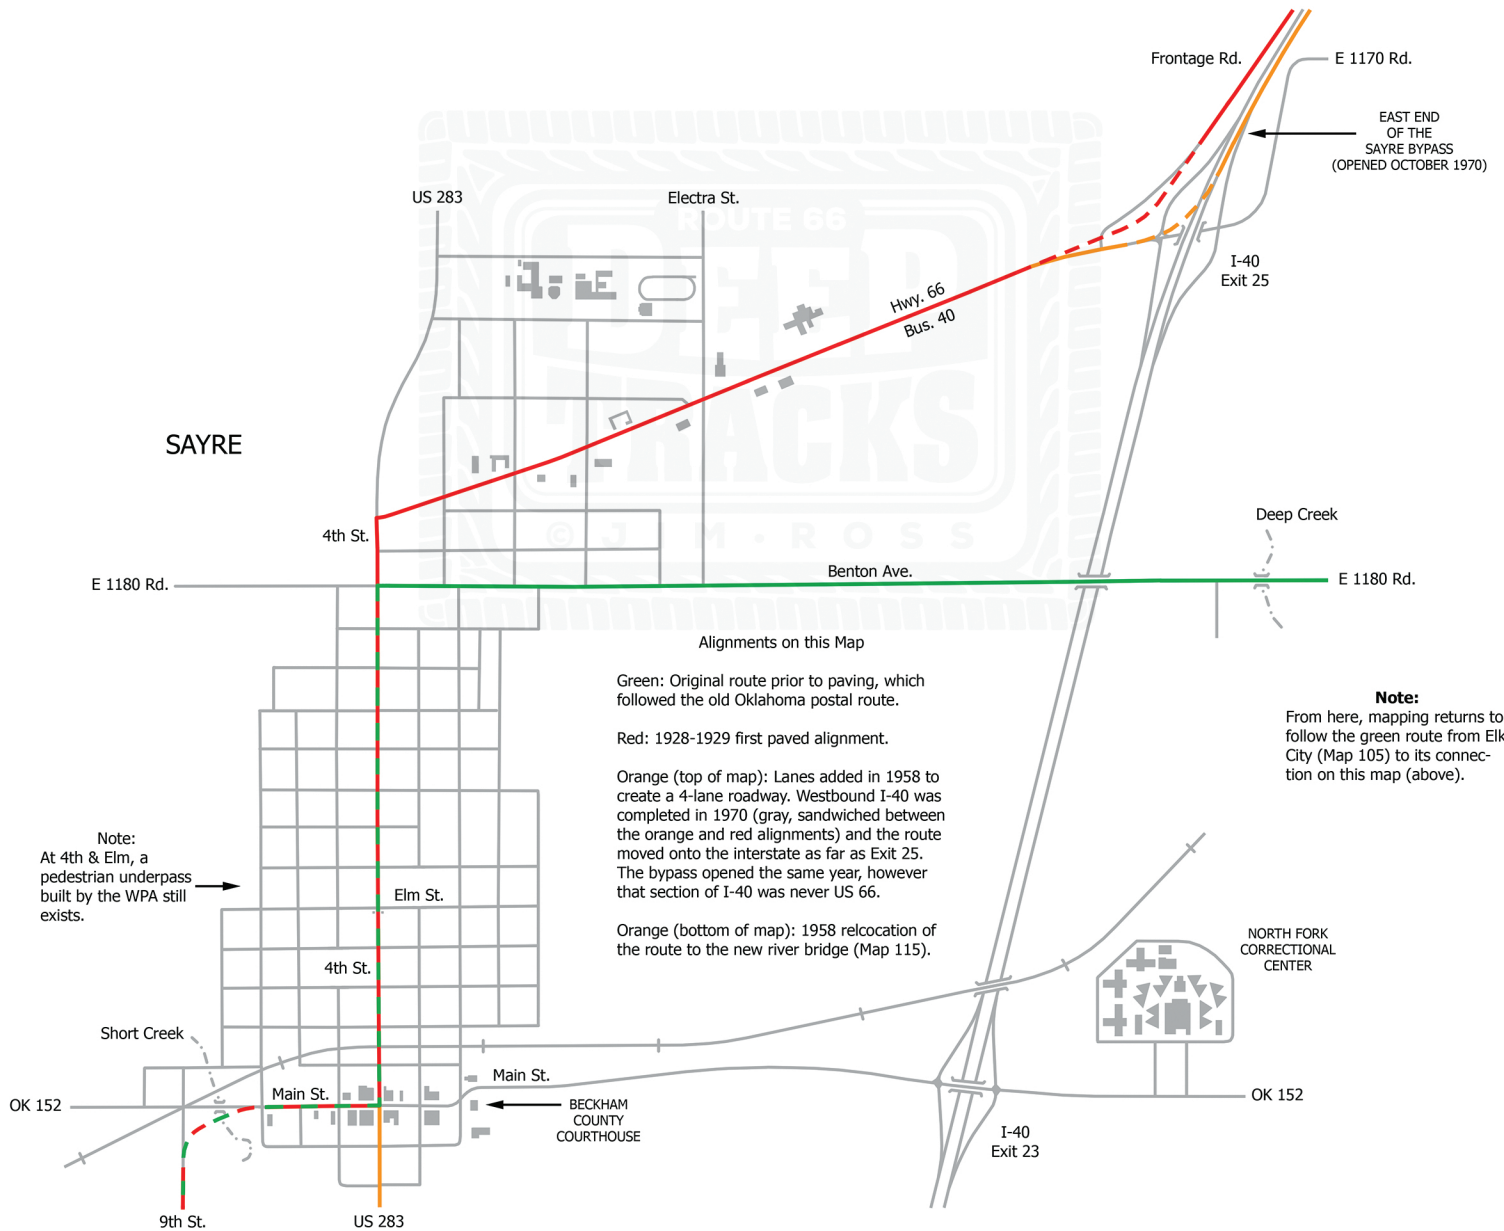 Frontage Rd.
E 1170 Rd.
EAST END
OF THE
SAYRE BYPASS
(OPENED OCTOBER 1970)
US 283
Electra St.
ROUTE 66
DEEP
TRACKS
© JIM · ROSS
I-40
Exit 25
Hwy. 66
Bus. 40
SAYRE
4th St.
Deep Creek
E 1180 Rd.
Benton Ave.
E 1180 Rd.
Alignments on this Map
Green: Original route prior to paving, which
followed the old Oklahoma postal route.
Red: 1928-1929 first paved alignment.
Orange (top of map): Lanes added in 1958 to
create a 4-lane roadway. Westbound I-40 was
completed in 1970 (gray, sandwiched between
the orange and red alignments) and the route
moved onto the interstate as far as Exit 25.
The bypass opened the same year, however
that section of I-40 was never US 66.
Orange (bottom of map): 1958 relcocation of
the route to the new river bridge (Map 115).
Note:
From here, mapping returns to
follow the green route from Elk
City (Map 105) to its connec-
tion on this map (above).
Note:
At 4th & Elm, a
pedestrian underpass
built by the WPA still
exists.
Elm St.
4th St.
NORTH FORK
CORRECTIONAL
CENTER
Short Creek
Main St.
Main St.
OK 152
OK 152
BECKHAM
COUNTY
COURTHOUSE
I-40
Exit 23
9th St.
US 283